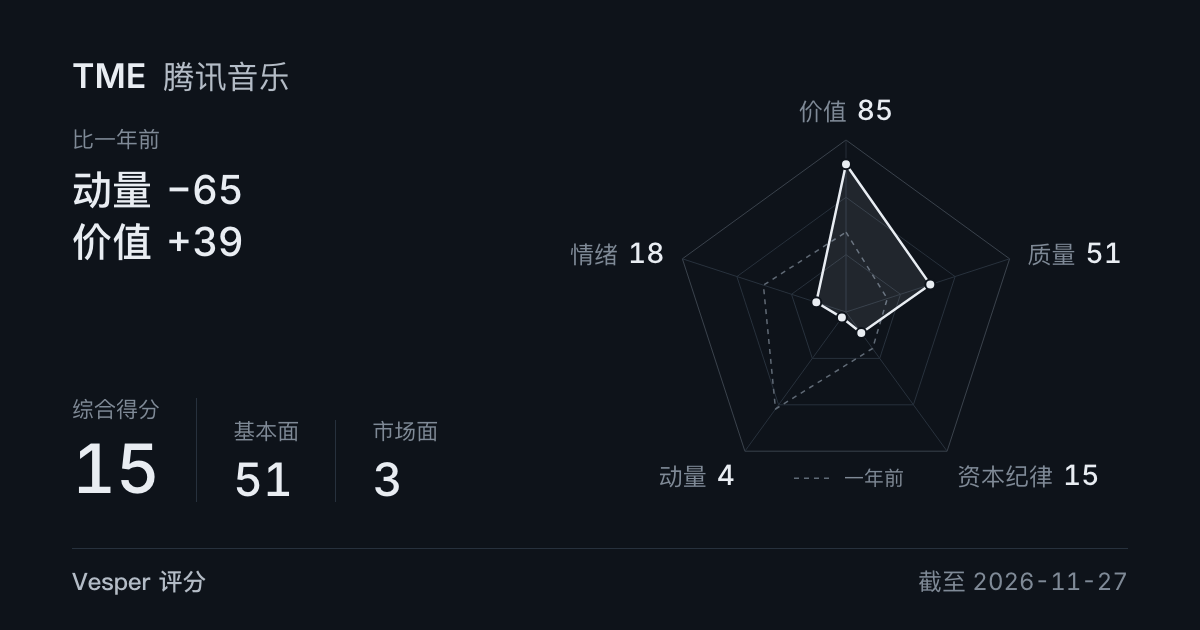 TME 腾讯音乐
比一年前
动量 −65
价值 +39
综合得分
15
基本面
51
市场面
3
价值 85
情绪 18
质量 51
动量 4
一年前
资本纪律 15
Vesper 评分
截至 2026-11-27